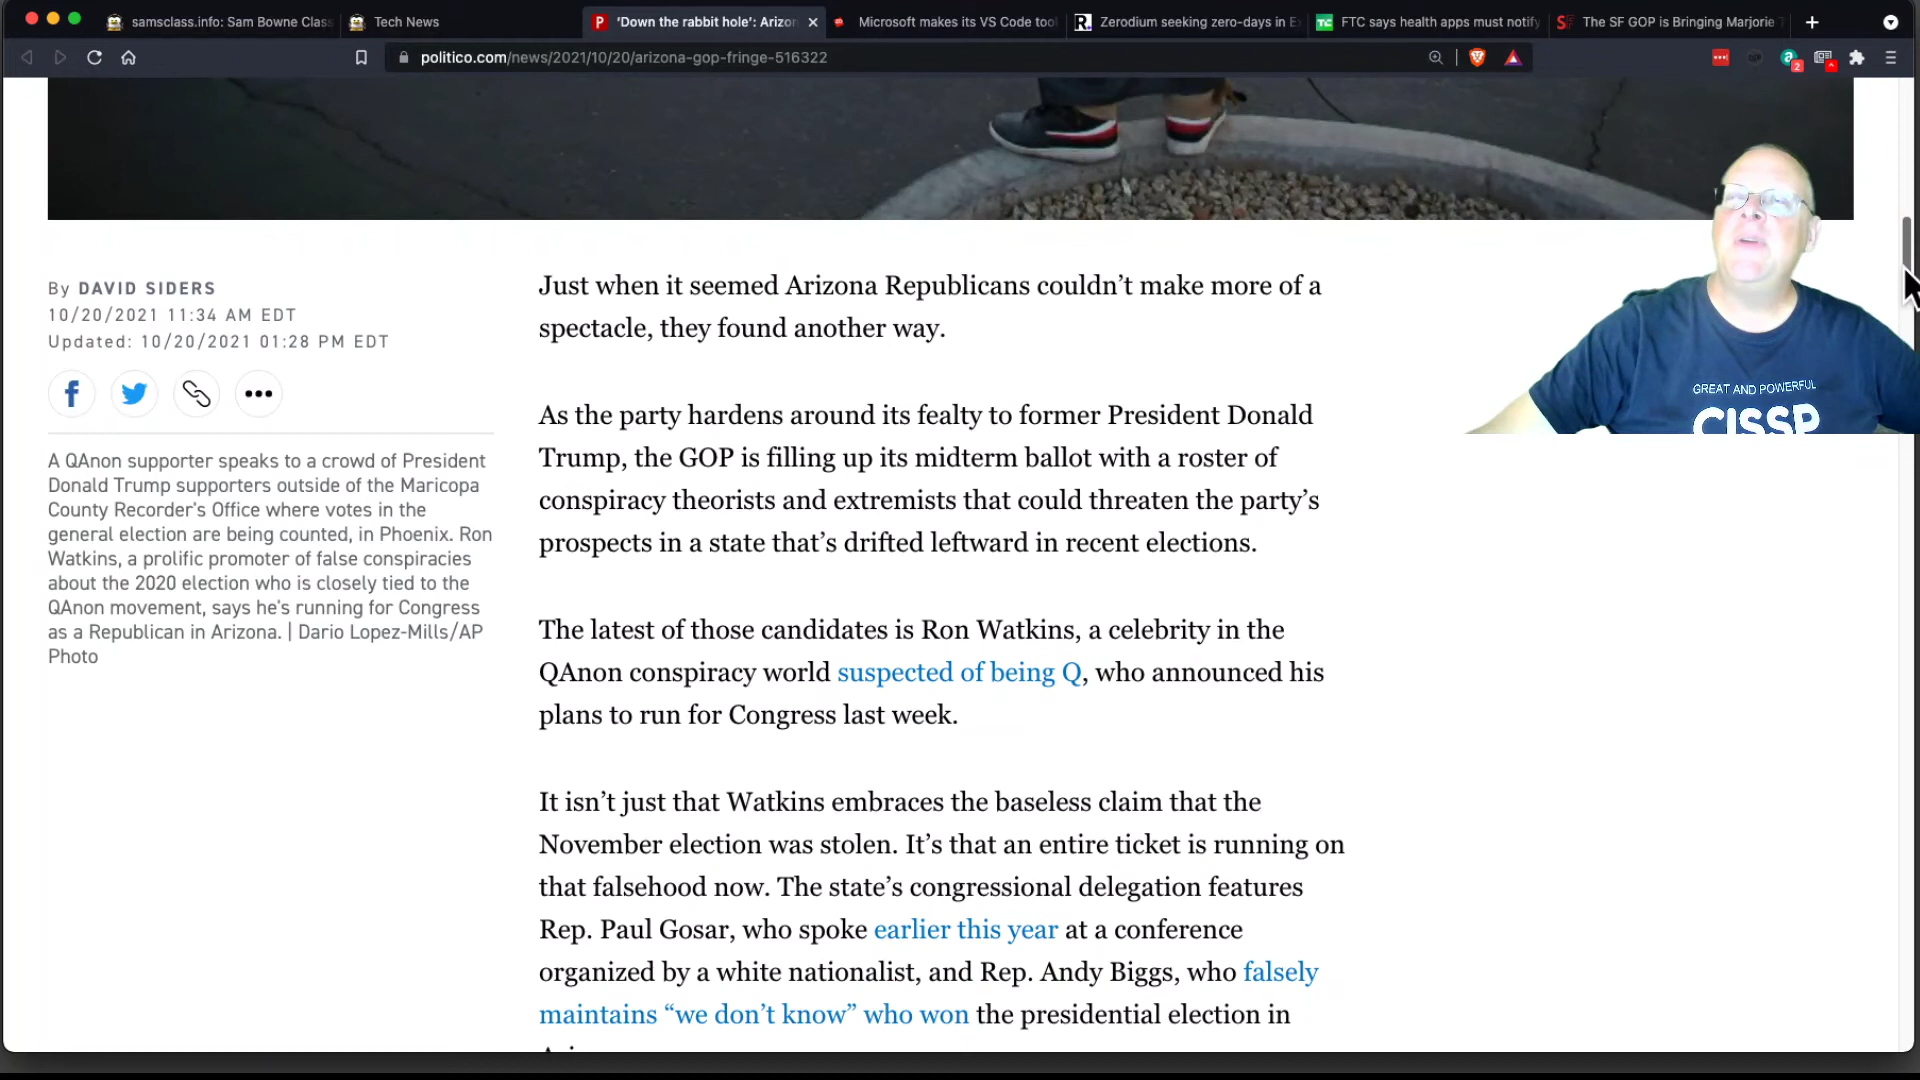 samsclass.info: Sam Bowne Class
Tech News
'Down the rabbit hole': Arizon
Microsoft makes its VS Code tool
Zerodium seeking zero-days in Ex
FTC says health apps must notify
The SF GOP is Bringing Marjorie T
politico.com/news/2021/10/20/arizona-gop-fringe-516322
GREAT AND POWERFUL
CISSP
By DAVID SIDERS
10/20/2021 11:34 AM EDT
Updated: 10/20/2021 01:28 PM EDT
A QAnon supporter speaks to a crowd of President
Donald Trump supporters outside of the Maricopa
County Recorder's Office where votes in the
general election are being counted, in Phoenix. Ron
Watkins, a prolific promoter of false conspiracies
about the 2020 election who is closely tied to the
QAnon movement, says he's running for Congress
as a Republican in Arizona. | Dario Lopez-Mills/AP
Photo
Just when it seemed Arizona Republicans couldn’t make more of a
spectacle, they found another way.
As the party hardens around its fealty to former President Donald
Trump, the GOP is filling up its midterm ballot with a roster of
conspiracy theorists and extremists that could threaten the party’s
prospects in a state that’s drifted leftward in recent elections.
The latest of those candidates is Ron Watkins, a celebrity in the
QAnon conspiracy world suspected of being Q, who announced his
plans to run for Congress last week.
It isn’t just that Watkins embraces the baseless claim that the
November election was stolen. It’s that an entire ticket is running on
that falsehood now. The state’s congressional delegation features
Rep. Paul Gosar, who spoke earlier this year at a conference
organized by a white nationalist, and Rep. Andy Biggs, who falsely
maintains “we don’t know” who won the presidential election in